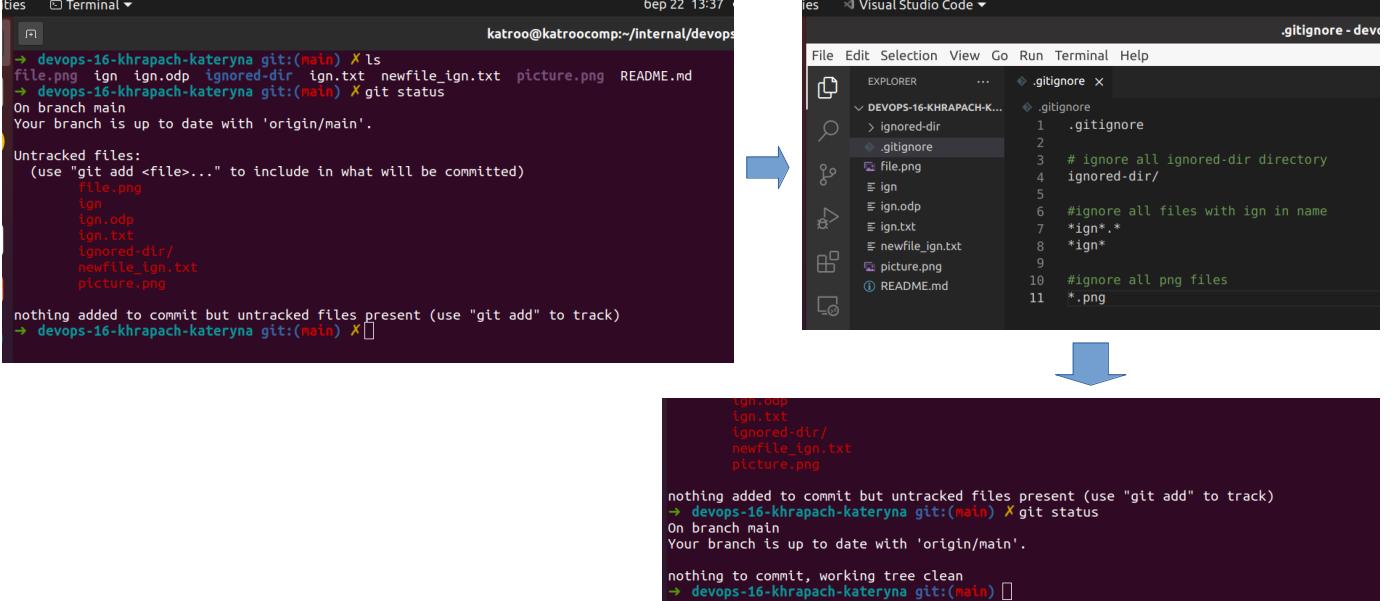 ities Terminal
бер 22 13:37
katroo@katroocomp:~/internal/devops
→ devops-16-khrapach-kateryna git:(main) ✗ ls
file.png ign ign.odp ignored-dir ign.txt newfile_ign.txt picture.png README.md
→ devops-16-khrapach-kateryna git:(main) ✗ git status
On branch main
Your branch is up to date with 'origin/main'.
Untracked files:
(use "git add <file>..." to include in what will be committed)
file.png
ign
ign.odp
ign.txt
ignored-dir/
newfile_ign.txt
picture.png
nothing added to commit but untracked files present (use "git add" to track)
→ devops-16-khrapach-kateryna git:(main) ✗
ies Visual Studio Code
.gitignore - devo
File Edit Selection View Go Run Terminal Help
EXPLORER ...
DEVOPS-16-KHRAPACH-K...
> ignored-dir
.gitignore
file.png
ign
ign.odp
ign.txt
newfile_ign.txt
picture.png
README.md
.gitignore ×
.gitignore
1 .gitignore
2
3 # ignore all ignored-dir directory
4 ignored-dir/
5
6 #ignore all files with ign in name
7 *ign*.*
8 *ign*
9
10 #ignore all png files
11 *.png
ign.odp
ign.txt
ignored-dir/
newfile_ign.txt
picture.png
nothing added to commit but untracked files present (use "git add" to track)
→ devops-16-khrapach-kateryna git:(main) ✗ git status
On branch main
Your branch is up to date with 'origin/main'.
nothing to commit, working tree clean
→ devops-16-khrapach-kateryna git:(main)